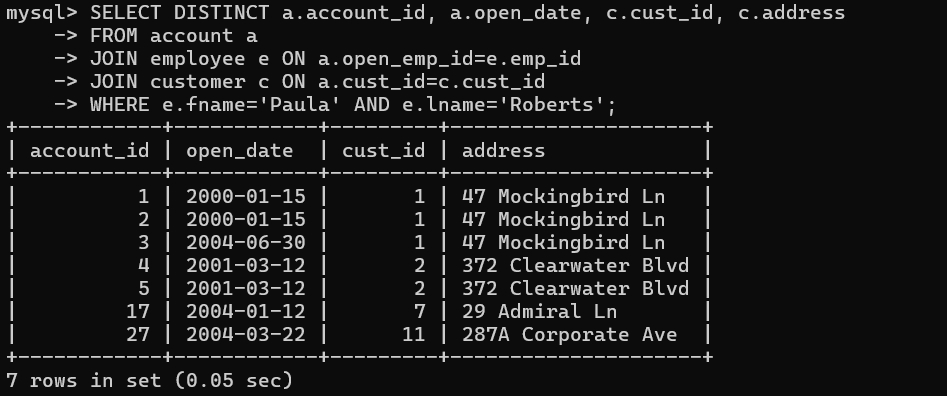 mysql> SELECT DISTINCT a.account_id, a.open_date, c.cust_id, c.address
    -> FROM account a
    -> JOIN employee e ON a.open_emp_id=e.emp_id
    -> JOIN customer c ON a.cust_id=c.cust_id
    -> WHERE e.fname='Paula' AND e.lname='Roberts';
+------------+------------+---------+---------------------+
| account_id | open_date  | cust_id | address             |
+------------+------------+---------+---------------------+
|          1 | 2000-01-15 |       1 | 47 Mockingbird Ln   |
|          2 | 2000-01-15 |       1 | 47 Mockingbird Ln   |
|          3 | 2004-06-30 |       1 | 47 Mockingbird Ln   |
|          4 | 2001-03-12 |       2 | 372 Clearwater Blvd |
|          5 | 2001-03-12 |       2 | 372 Clearwater Blvd |
|         17 | 2004-01-12 |       7 | 29 Admiral Ln       |
|         27 | 2004-03-22 |      11 | 287A Corporate Ave  |
+------------+------------+---------+---------------------+
7 rows in set (0.05 sec)